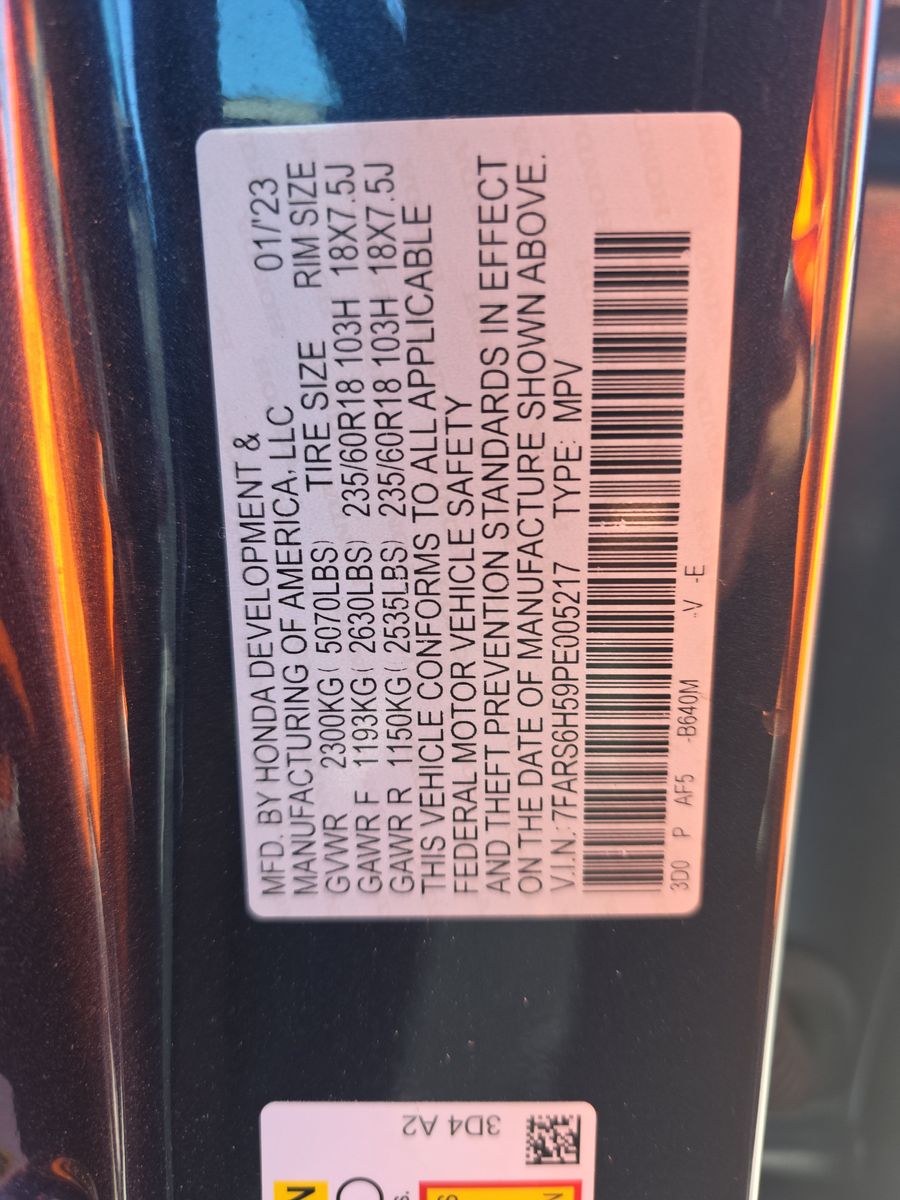 MFD. BY HONDA DEVELOPMENT & 01/'23
MANUFACTURING OF AMERICA, LLC RIM SIZE
GVWR 2300KG ( 5070LBS) TIRE SIZE
GAWR F 1193KG ( 2630LBS) 235/60R18 103H 18X7.5J
GAWR R 1150KG ( 2535LBS) 235/60R18 103H 18X7.5J
THIS VEHICLE CONFORMS TO ALL APPLICABLE
FEDERAL MOTOR VEHICLE SAFETY
AND THEFT PREVENTION STANDARDS IN EFFECT
ON THE DATE OF MANUFACTURE SHOWN ABOVE.
V.I.N.: 7FARS6H59PE005217 TYPE: MPV
3D0 P AF5 -B640M -V -E
3D4 A2